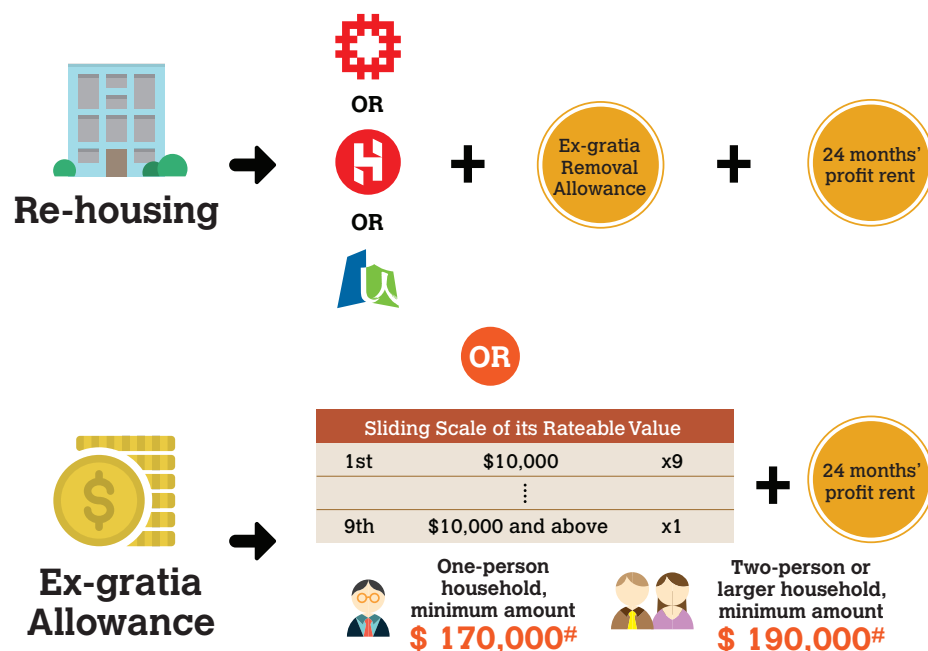 Re-housing
OR
H
OR
+
Ex-gratia
Removal
Allowance
+
24 months’
profit rent
OR
$
Ex-gratia
Allowance
Sliding Scale of its Rateable Value
1st $10,000 x9
⋮
9th $10,000 and above x1
+
24 months’
profit rent
One-person
household,
minimum amount
$ 170,000#
Two-person or
larger household,
minimum amount
$ 190,000#